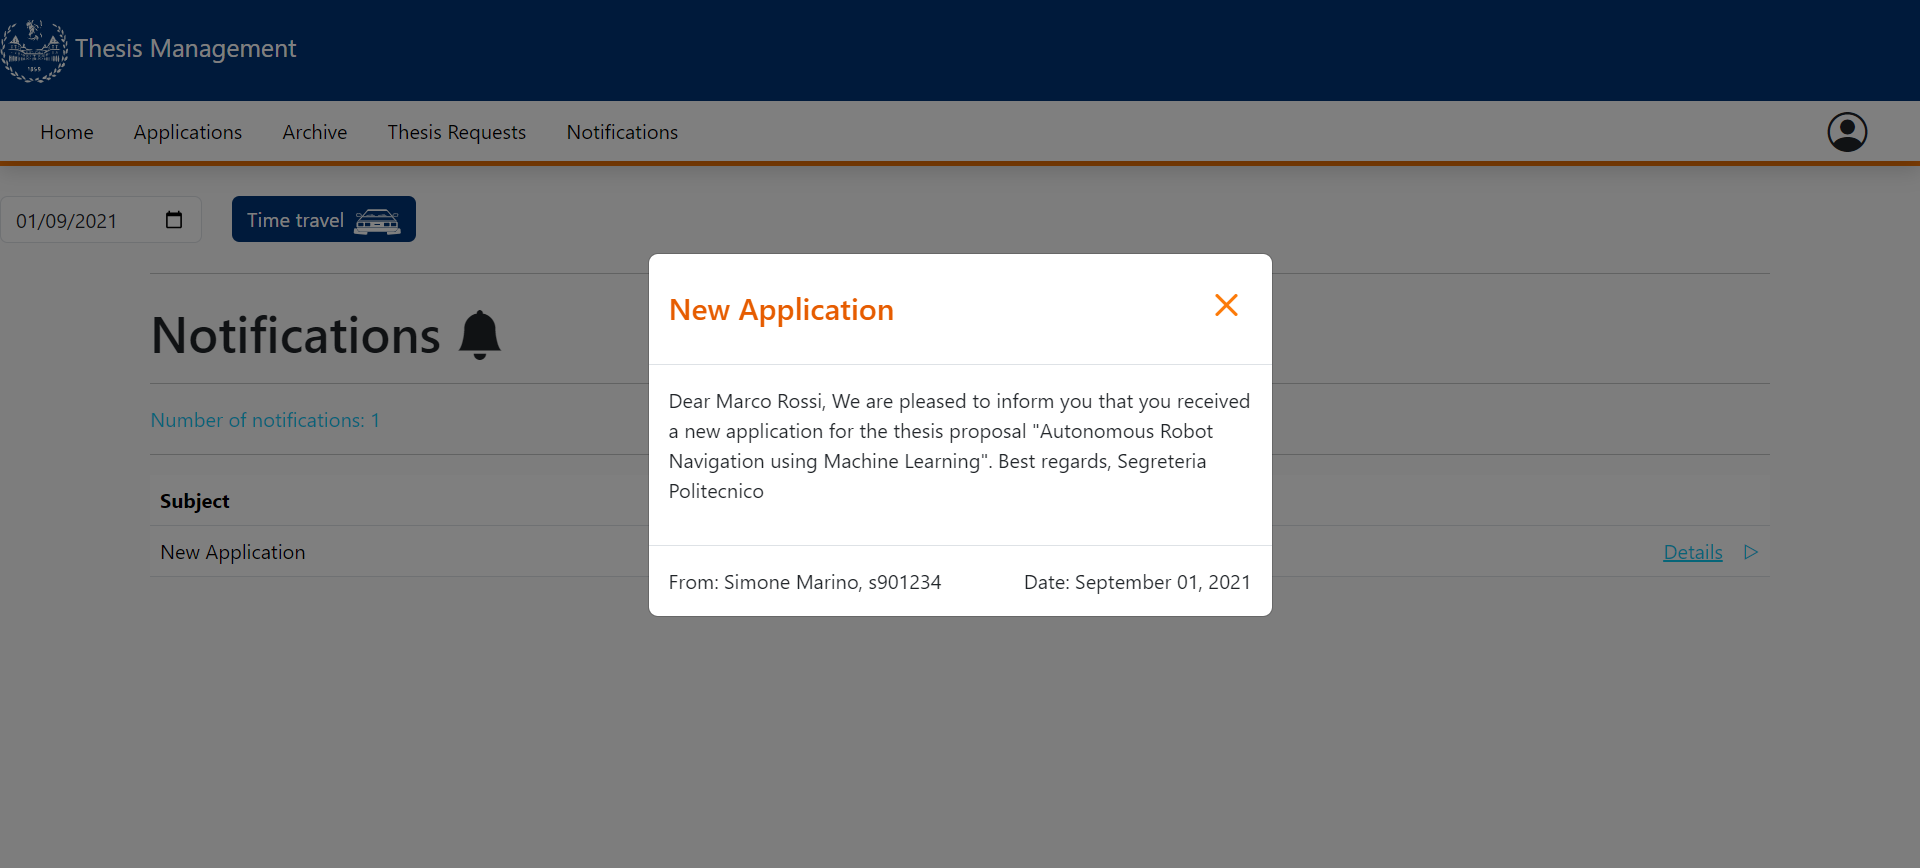 Thesis Management
1859
Home
Applications
Archive
Thesis Requests
Notifications
01/09/2021
Time travel
Notifications
Number of notifications: 1
Subject
New Application
Details
New Application
Dear Marco Rossi, We are pleased to inform you that you received
a new application for the thesis proposal "Autonomous Robot
Navigation using Machine Learning". Best regards, Segreteria
Politecnico
From: Simone Marino, s901234
Date: September 01, 2021